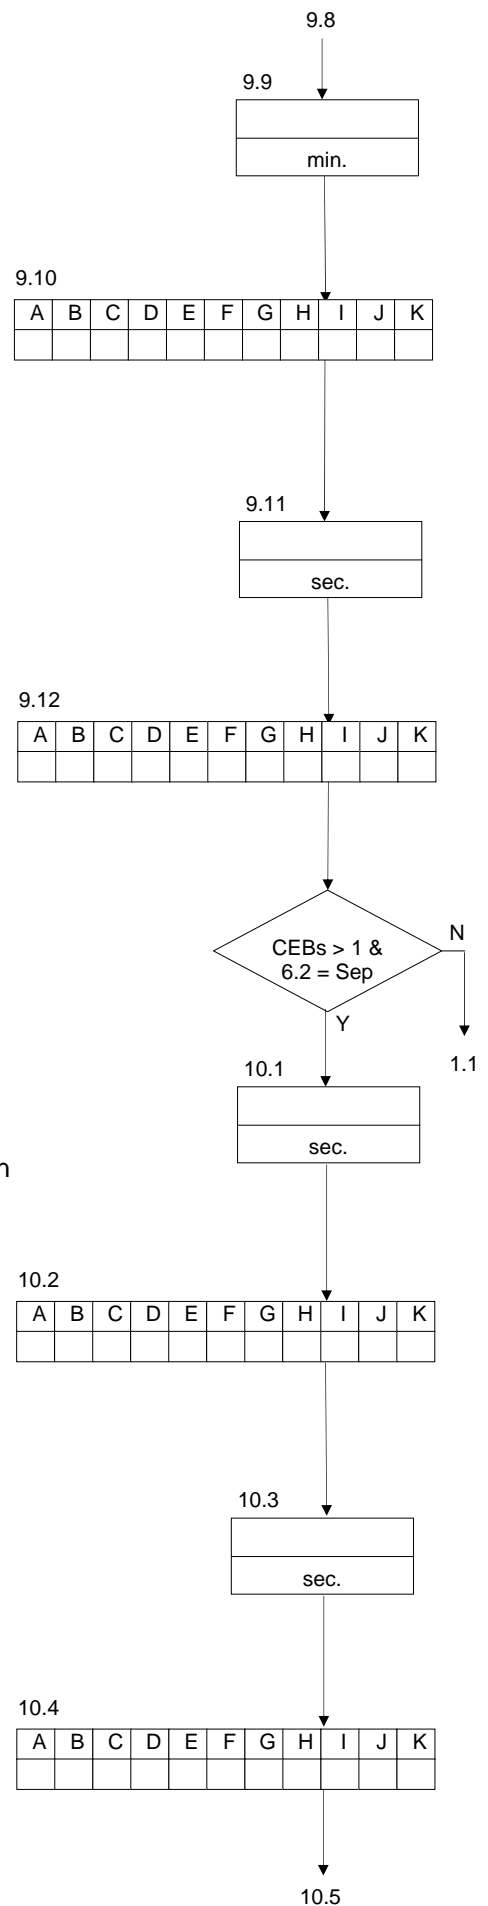 9.8
9.9
min.
9.10
A B C D E F G H I J K
9.11
sec.
9.12
A B C D E F G H I J K
CEBs > 1 &
6.2 = Sep
N
Y
1.1
10.1
sec.
n
10.2
A B C D E F G H I J K
10.3
sec.
10.4
A B C D E F G H I J K
10.5